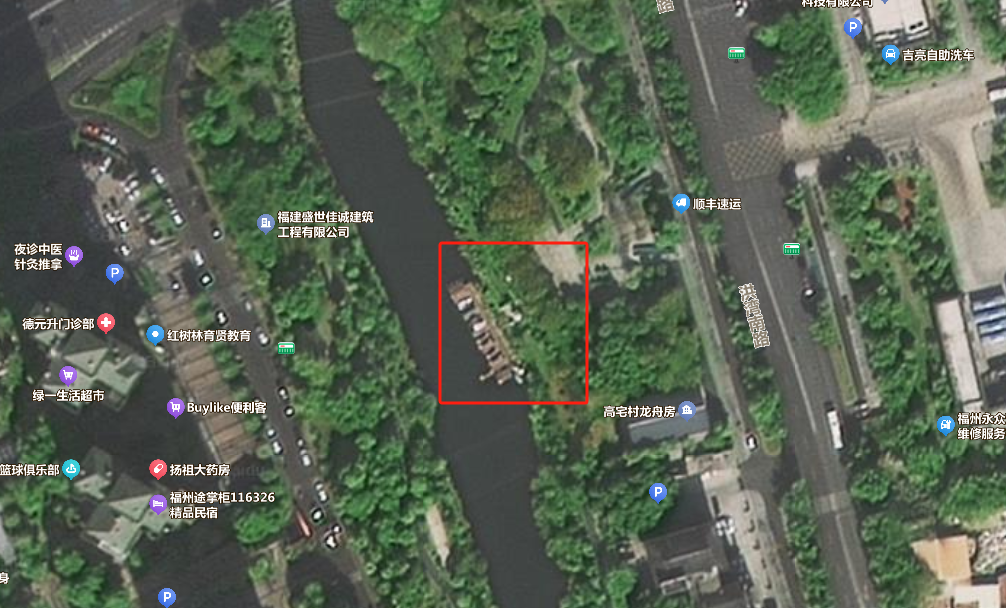 科技有限公司
P
吉亮自助洗车
顺丰速运
福建盛世佳诚建筑
工程有限公司
夜诊中医
针灸推拿
P
德元升门诊部
红树林育贤教育
绿一生活超市
Buylike便利客
高宅村龙舟房
福州永众
维修服务
篮球俱乐部
扬祖大药房
福州途掌柜116326
精品民宿
P
身
P